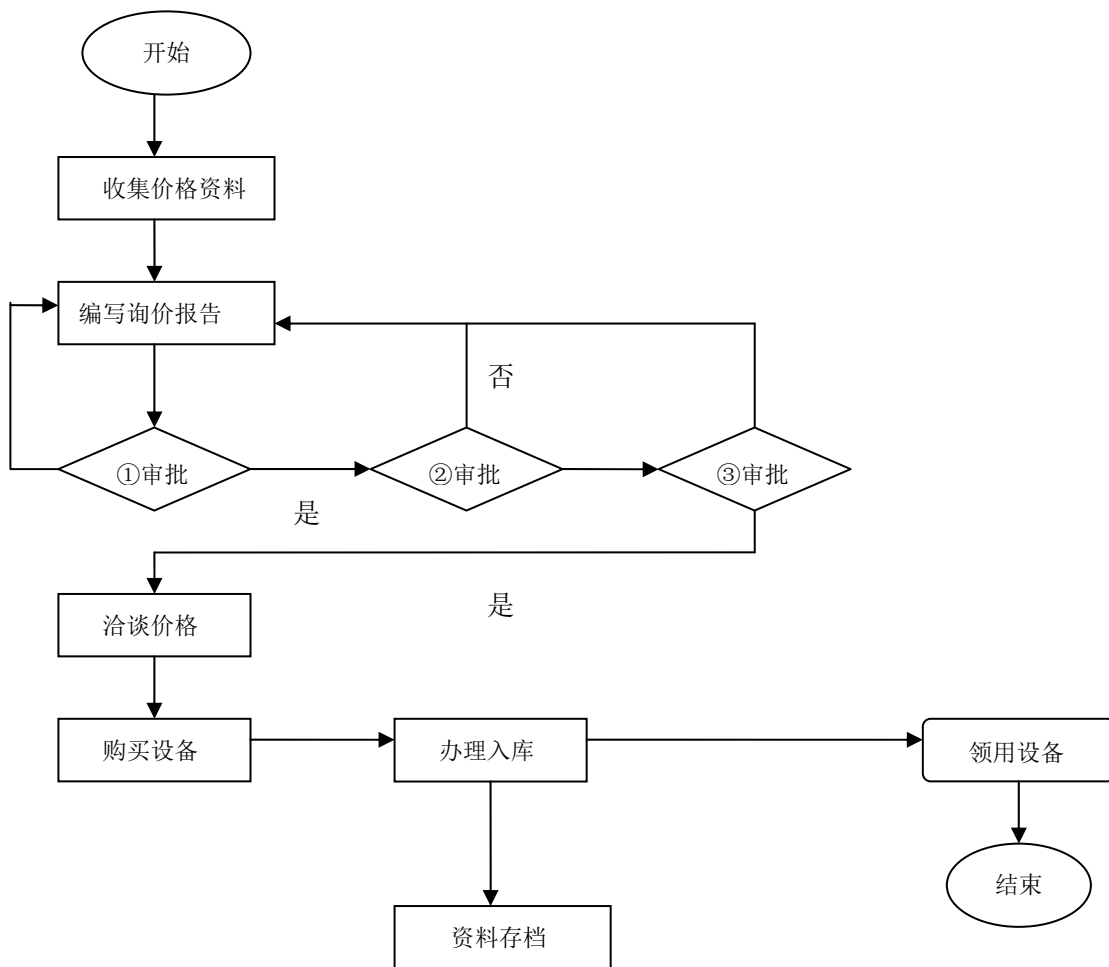 开始
收集价格资料
编写询价报告
否
①审批
②审批
③审批
是
是
洽谈价格
购买设备
办理入库
领用设备
结束
资料存档